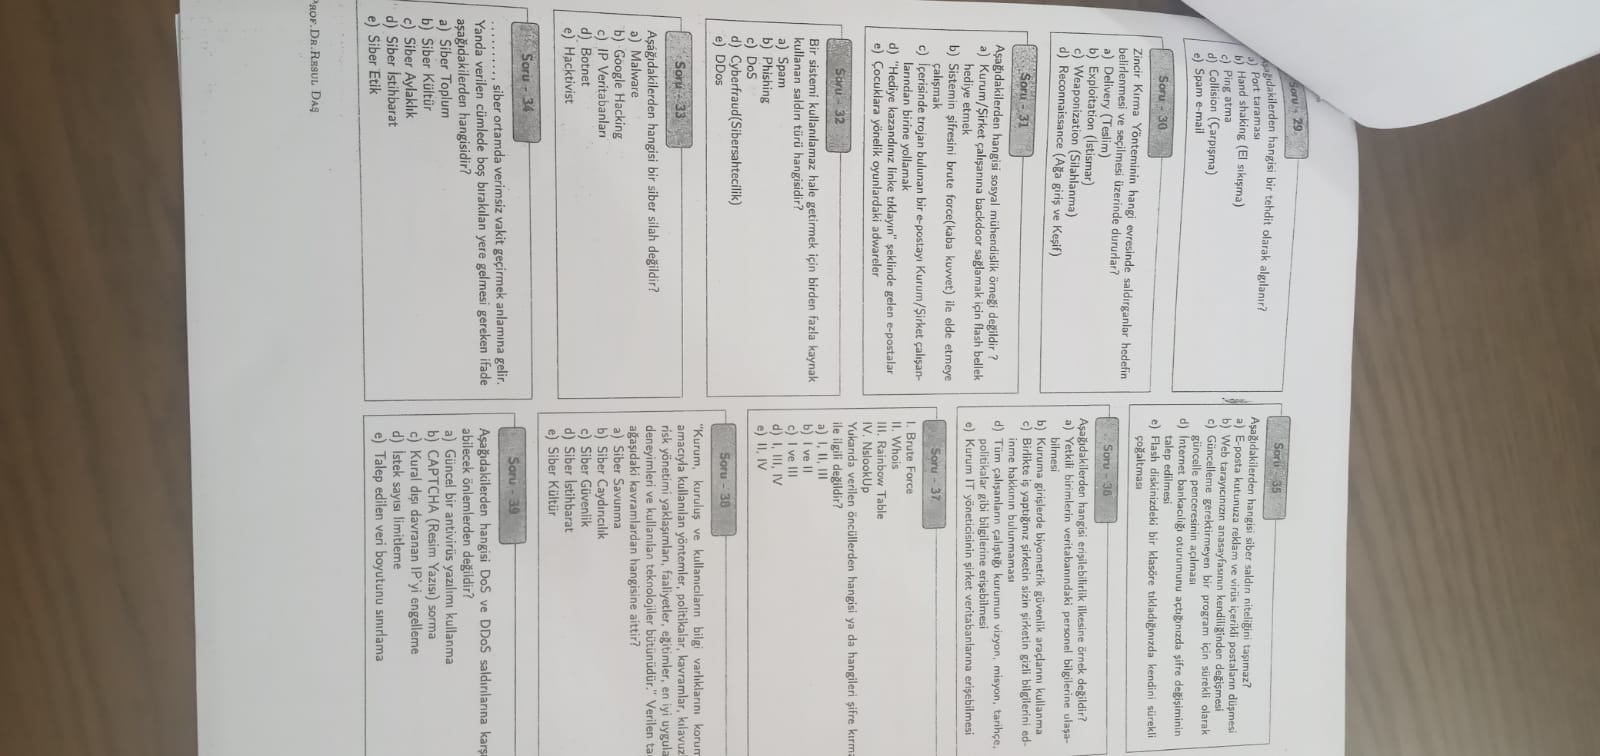 Soru - 29
Aşağıdakilerden hangisi bir tehdit olarak algılanır?
a) Port taraması
b) Hand shaking (El sıkışma)
c) Ping atma
d) Collision (Çarpışma)
e) Spam e-mail
Soru - 30
Zincir Kırma Yönteminin hangi evresinde saldırganlar hedefin
belirlenmesi ve seçilmesi üzerinde dururlar?
a) Delivery (Teslim)
b) Exploitation (İstismar)
c) Weaponization (Silahlanma)
d) Reconnaissance (Ağa giriş ve Keşif)
Soru - 31
Aşağıdakilerden hangisi sosyal mühendislik örneği değildir ?
a) Kurum/Şirket çalışanına backdoor sağlamak için flash bellek
hediye etmek
b) Sistemin şifresini brute force(kaba kuvvet) ile elde etmeye
çalışmak
c) İçerisinde trojan bulunan bir e-postayı Kurum/Şirket çalışan-
larından birine yollamak
d) "Hediye kazandınız linke tıklayın" şeklinde gelen e-postalar
e) Çocuklara yönelik oyunlardaki adwareler
Soru - 32
Bir sistemi kullanılamaz hale getirmek için birden fazla kaynak
kullanan saldırı türü hangisidir?
a) Spam
b) Phishing
c) DoS
d) Cyberfraud(Sibersahtecilik)
e) DDos
Soru - 33
Aşağıdakilerden hangisi bir siber silah değildir?
a) Malware
b) Google Hacking
c) IP Veritabanları
d) Botnet
e) Hacktivist
Soru - 34
........., siber ortamda verimsiz vakit geçirmek anlamına gelir.
Yanda verilen cümlede boş bırakılan yere gelmesi gereken ifade
aşağıdakilerden hangisidir?
a) Siber Toplum
b) Siber Kültür
c) Siber Aylaklık
d) Siber İstihbarat
e) Siber Etik
PROF.DR.RESUL DAŞ
Soru - 35
Aşağıdakilerden hangisi siber saldırı niteliğini taşımaz?
a) E-posta kutunuza reklam ve virüs içerikli postaların düşmesi
b) Web tarayıcınızın anasayfasının kendiliğinden değişmesi
c) Güncelleme gerektirmeyen bir program için sürekli olarak
güncelle penceresinin açılması
d) İnternet bankacılığı oturumunu açtığınızda şifre değişiminin
talep edilmesi
e) Flash diskinizdeki bir klasöre tıkladığınızda kendini sürekli
çoğaltması
Soru - 36
Aşağıdakilerden hangisi erişilebilirlik ilkesine örnek değildir?
a) Yetkili birimlerin veritabanındaki personel bilgilerine ulaşa-
bilmesi
b) Kuruma girişlerde biyometrik güvenlik araçlarını kullanma
c) Birlikte iş yaptığınız şirketin sizin şirketin gizli bilgilerini ed-
inme hakkının bulunmaması
d) Tüm çalışanların çalıştığı kurumun vizyon, misyon, tarihçe,
politikalar gibi bilgilerine erişebilmesi
e) Kurum IT yöneticisinin şirket veritabanlarına erişebilmesi
Soru - 37
I. Brute Force
II. Whois
III. Rainbow Table
IV. NslookUp
Yukarıda verilen öncüllerden hangisi ya da hangileri şifre kırma
ile ilgili değildir?
a) I, II, III
b) I ve II
c) I ve III
d) I, III, IV
e) II, IV
Soru - 38
"Kurum, kuruluş ve kullanıcıların bilgi varlıklarını korum
amacıyla kullanılan yöntemler, politikalar, kavramlar, kılavuz
risk yönetimi yaklaşımları, faaliyetler, eğitimler, en iyi uygula
deneyimleri ve kullanılan teknolojiler bütünüdür." Verilen ta
ağaşıdaki kavramlardan hangisine aittir?
a) Siber Savunma
b) Siber Caydırıcılık
c) Siber Güvenlik
d) Siber İstihbarat
e) Siber Kültür
Soru - 39
Aşağıdakilerden hangisi DoS ve DDoS saldırılarına karşı
abilecek önlemlerden değildir?
a) Güncel bir antivirüs yazılımı kullanma
b) CAPTCHA (Resim Yazısı) sorma
c) Kural dışı davranan IP'yi engelleme
d) İstek sayısı limitleme
e) Talep edilen veri boyutunu sınırlama